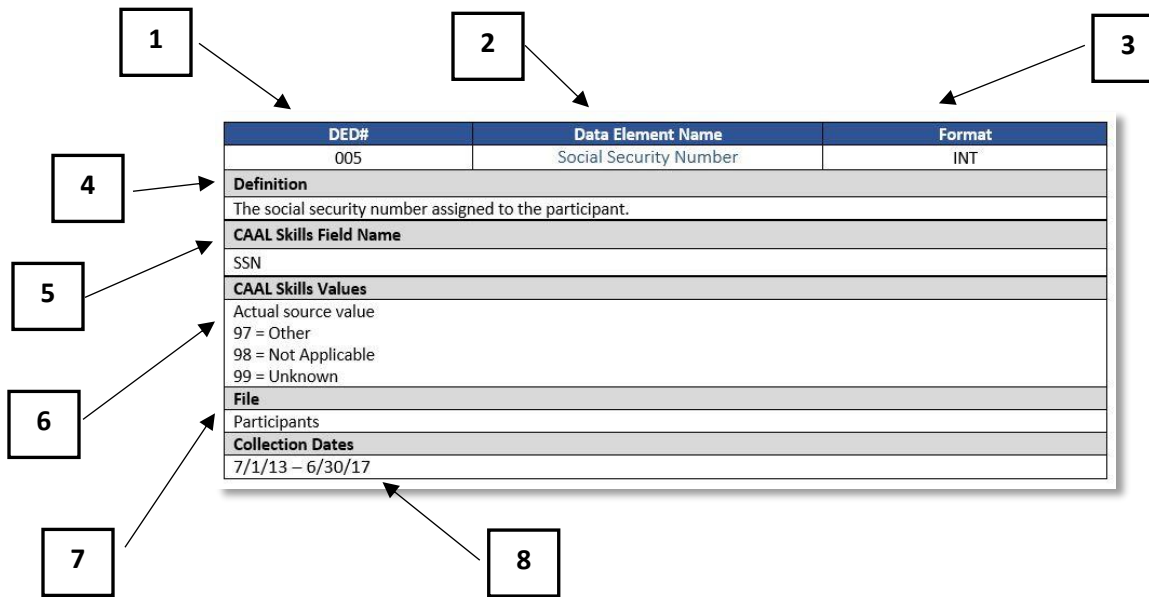 1
2
3
DED# Data Element Name Format
005 Social Security Number INT
4
Definition
The social security number assigned to the participant.
CAAL Skills Field Name
5
SSN
CAAL Skills Values
Actual source value
97 = Other
98 = Not Applicable
99 = Unknown
6
File
Participants
Collection Dates
7/1/13 – 6/30/17
7
8